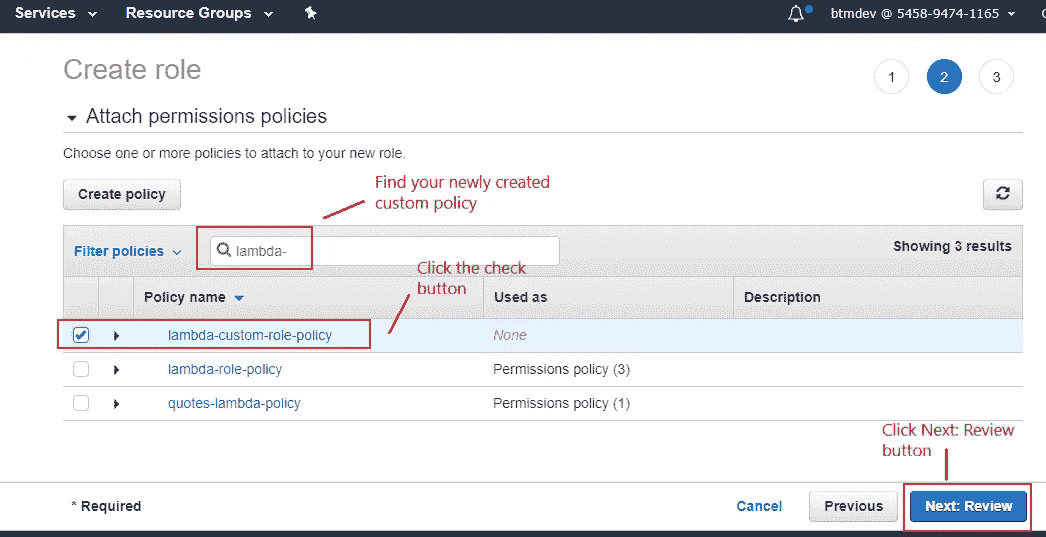 Services Resource Groups btmdev @ 5458-9474-1165
Create role 1 2 3
Attach permissions policies
Choose one or more policies to attach to your new role.
Create policy
Find your newly created
custom policy
Filter policies lambda- Showing 3 results
Click the check
button
Policy name Used as Description
lambda-custom-role-policy None
lambda-role-policy Permissions policy (3)
quotes-lambda-policy Permissions policy (1)
Click Next: Review
button
* Required Cancel Previous Next: Review